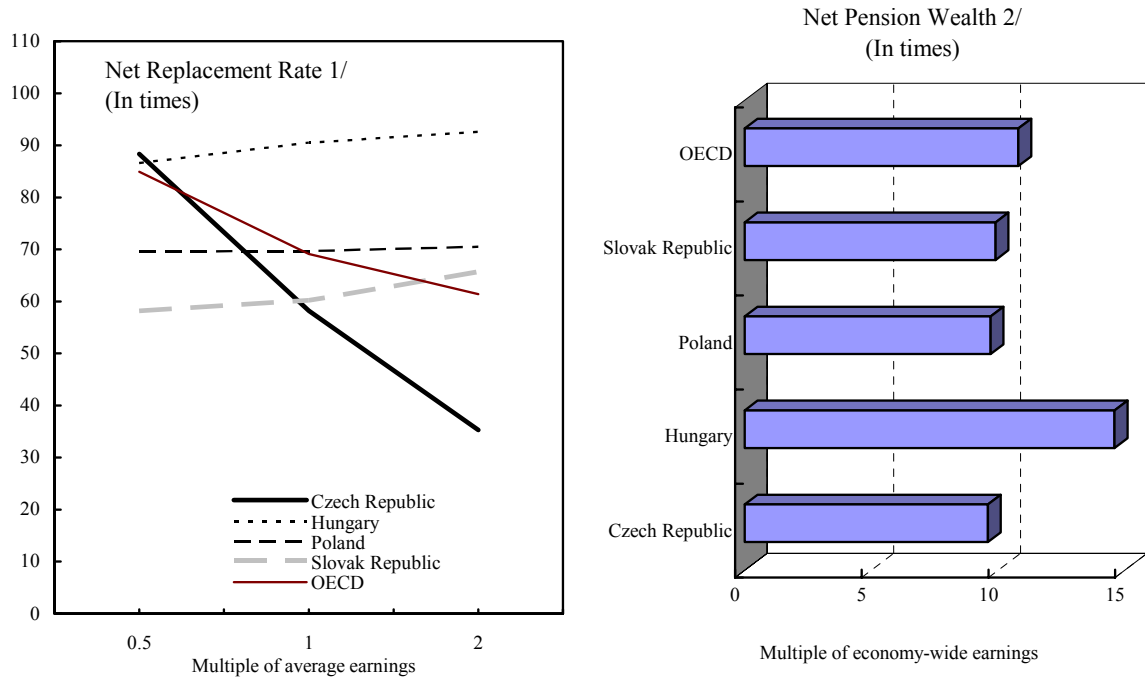 Net Replacement Rate 1/
(In times)
110
100
90
80
70
60
50
40
30
20
10
0
Czech Republic
Hungary
Poland
Slovak Republic
OECD
0.5 1 2
Multiple of average earnings
Net Pension Wealth 2/
(In times)
OECD
Slovak Republic
Poland
Hungary
Czech Republic
0 5 10 15
Multiple of economy-wide earnings